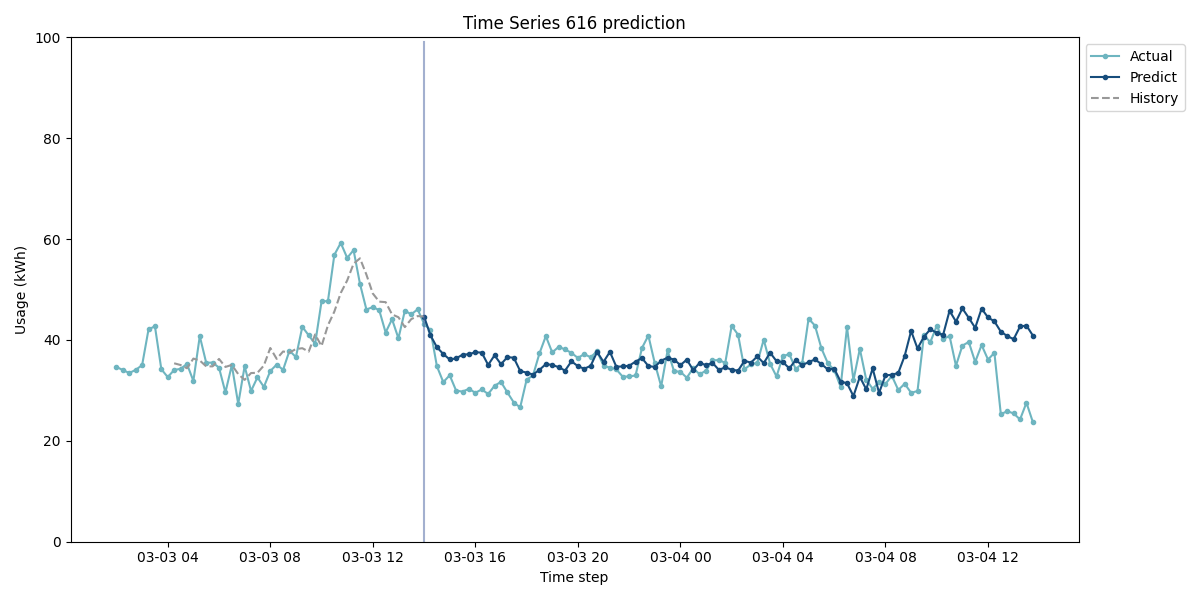 Time Series 616 prediction
Usage (kWh)
100
80
60
40
20
0
03-03 04
03-03 08
03-03 12
03-03 16
03-03 20
03-04 00
03-04 04
03-04 08
03-04 12
Time step
Actual
Predict
History